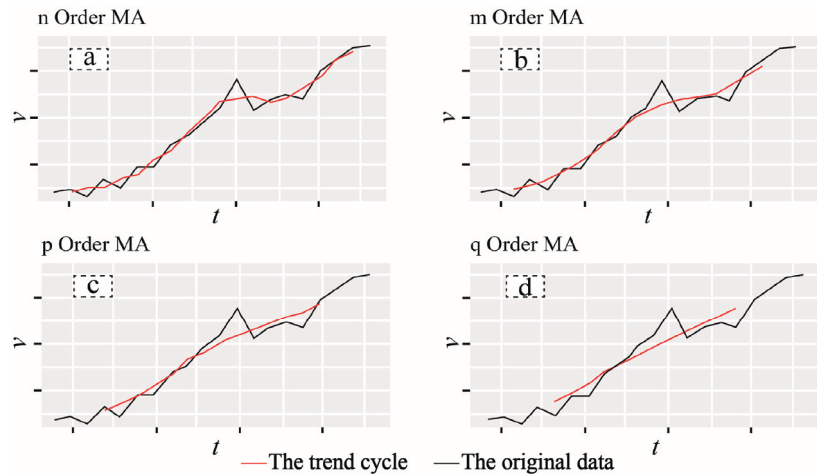 n Order MA
m Order MA
a
b
v
v
t
t
p Order MA
q Order MA
c
d
v
v
t
t
The trend cycle
The original data